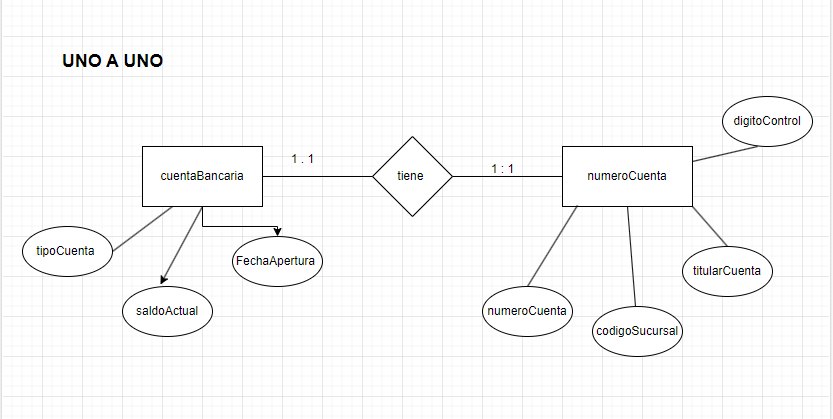 UNO A UNO
digitoControl
1 . 1
1 : 1
cuentaBancaria
tiene
numeroCuenta
tipoCuenta
FechaApertura
titularCuenta
saldoActual
numeroCuenta
codigoSucursal